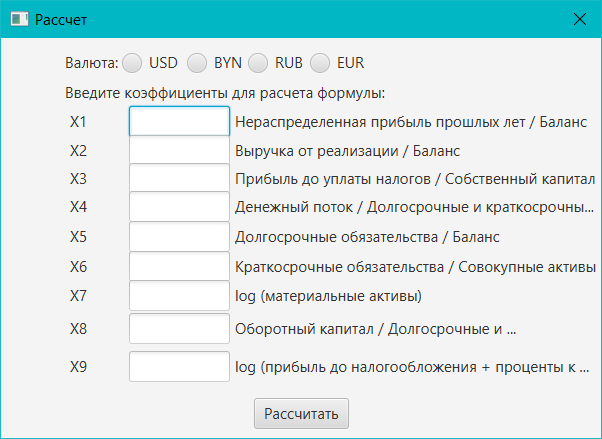 Рассчет
Валюта: USD BYN RUB EUR
Введите коэффициенты для расчета формулы:
X1 Нераспределенная прибыль прошлых лет / Баланс
X2 Выручка от реализации / Баланс
X3 Прибыль до уплаты налогов / Собственный капитал
X4 Денежный поток / Долгосрочные и краткосрочны...
X5 Долгосрочные обязательства / Баланс
X6 Краткосрочные обязательства / Совокупные активы
X7 log (материальные активы)
X8 Оборотный капитал / Долгосрочные и ...
X9 log (прибыль до налогообложения + проценты к ...
Рассчитать